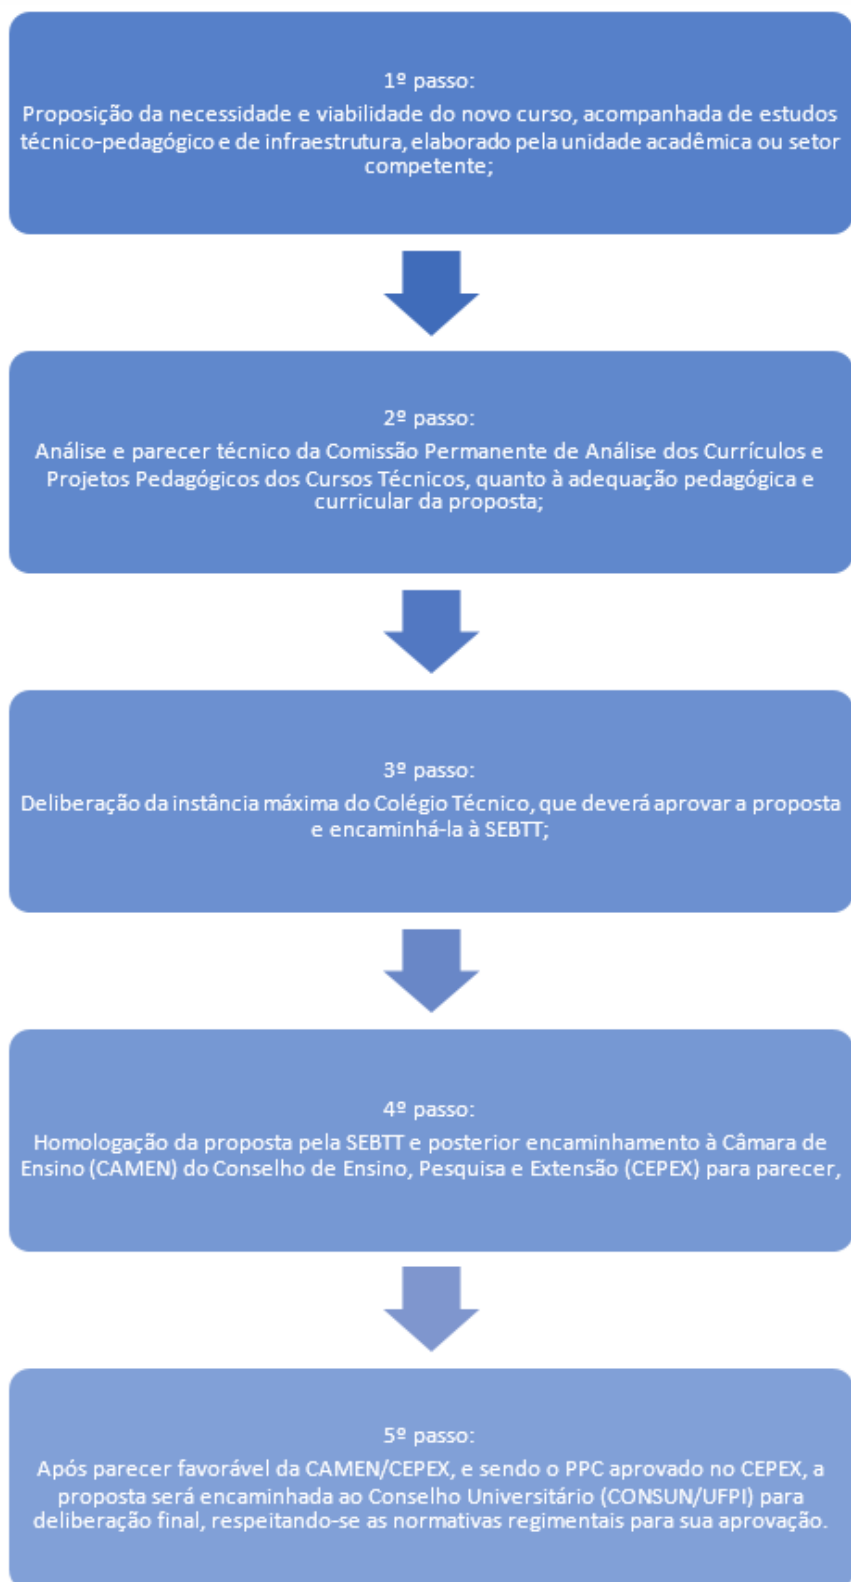 1º passo:
Proposição da necessidade e viabilidade do novo curso, acompanhada de estudos
técnico-pedagógico e de infraestrutura, elaborado pela unidade acadêmica ou setor
competente;
2º passo:
Análise e parecer técnico da Comissão Permanente de Análise dos Currículos e
Projetos Pedagógicos dos Cursos Técnicos, quanto à adequação pedagógica e
curricular da proposta;
3º passo:
Deliberação da instância máxima do Colégio Técnico, que deverá aprovar a proposta
e encaminhá-la à SEBTT;
4º passo:
Homologação da proposta pela SEBTT e posterior encaminhamento à Câmara de
Ensino (CAMEN) do Conselho de Ensino, Pesquisa e Extensão (CEPEX) para parecer,
5º passo:
Após parecer favorável da CAMEN/CEPEX, e sendo o PPC aprovado no CEPEX, a
proposta será encaminhada ao Conselho Universitário (CONSUN/UFPI) para
deliberação final, respeitando-se as normativas regimentais para sua aprovação.